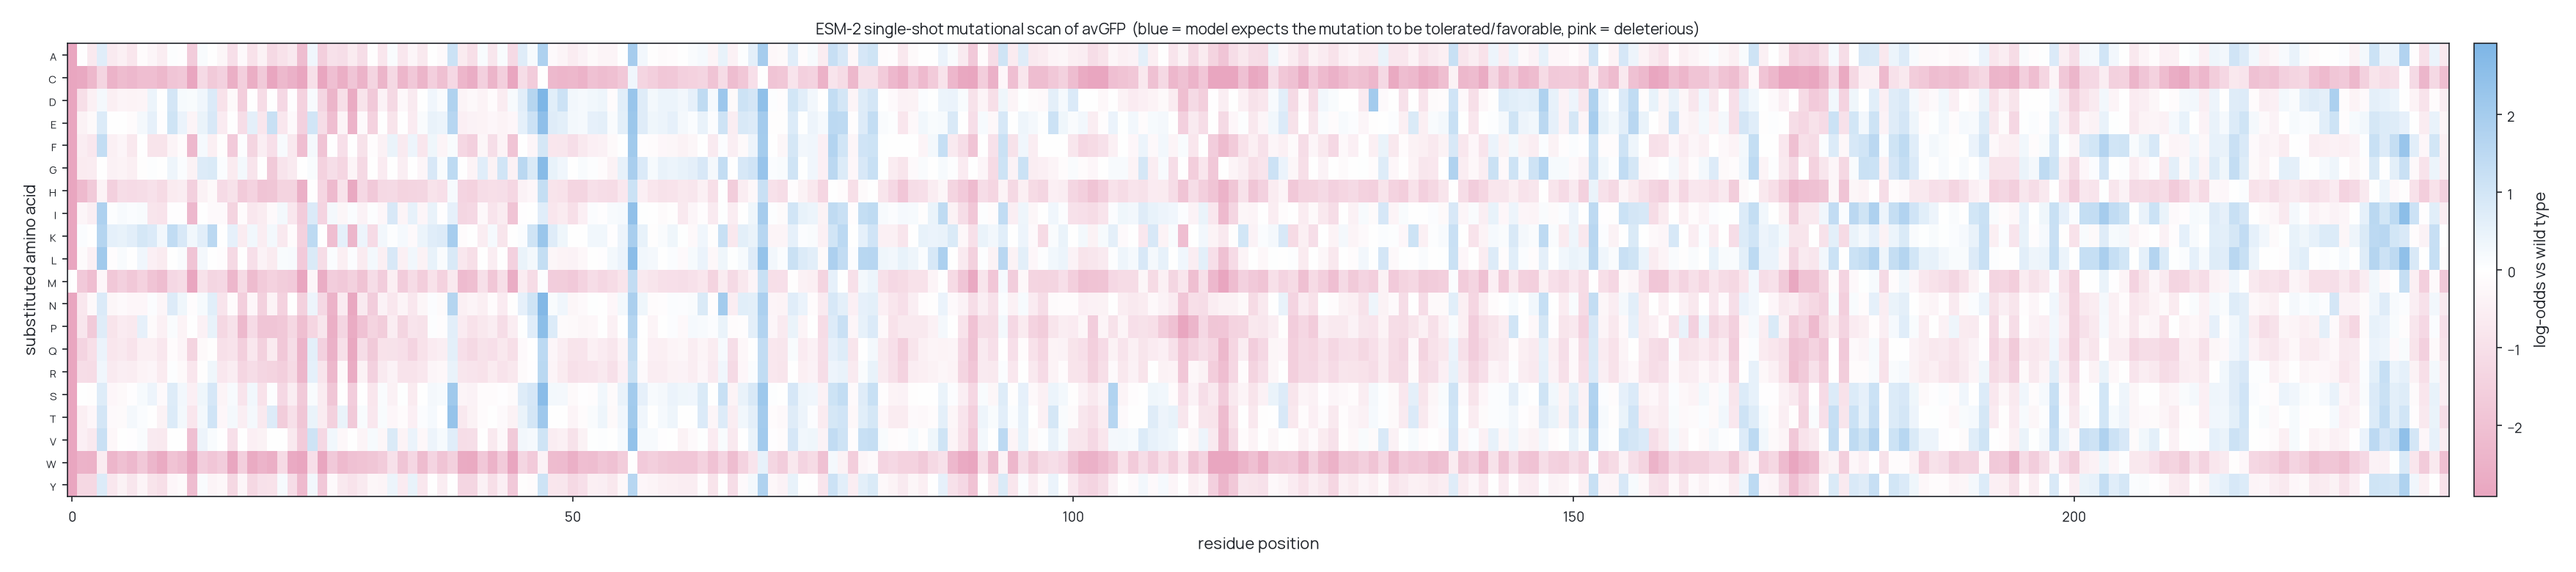 ESM-2 single-shot mutational scan of avGFP (blue = model expects the mutation to be tolerated/favorable, pink = deleterious)
substituted amino acid
A
C
D
E
F
G
H
I
K
L
M
N
P
Q
R
S
T
V
W
Y
0 50 100 150 200
residue position
2
1
0
−1
−2
log-odds vs wild type